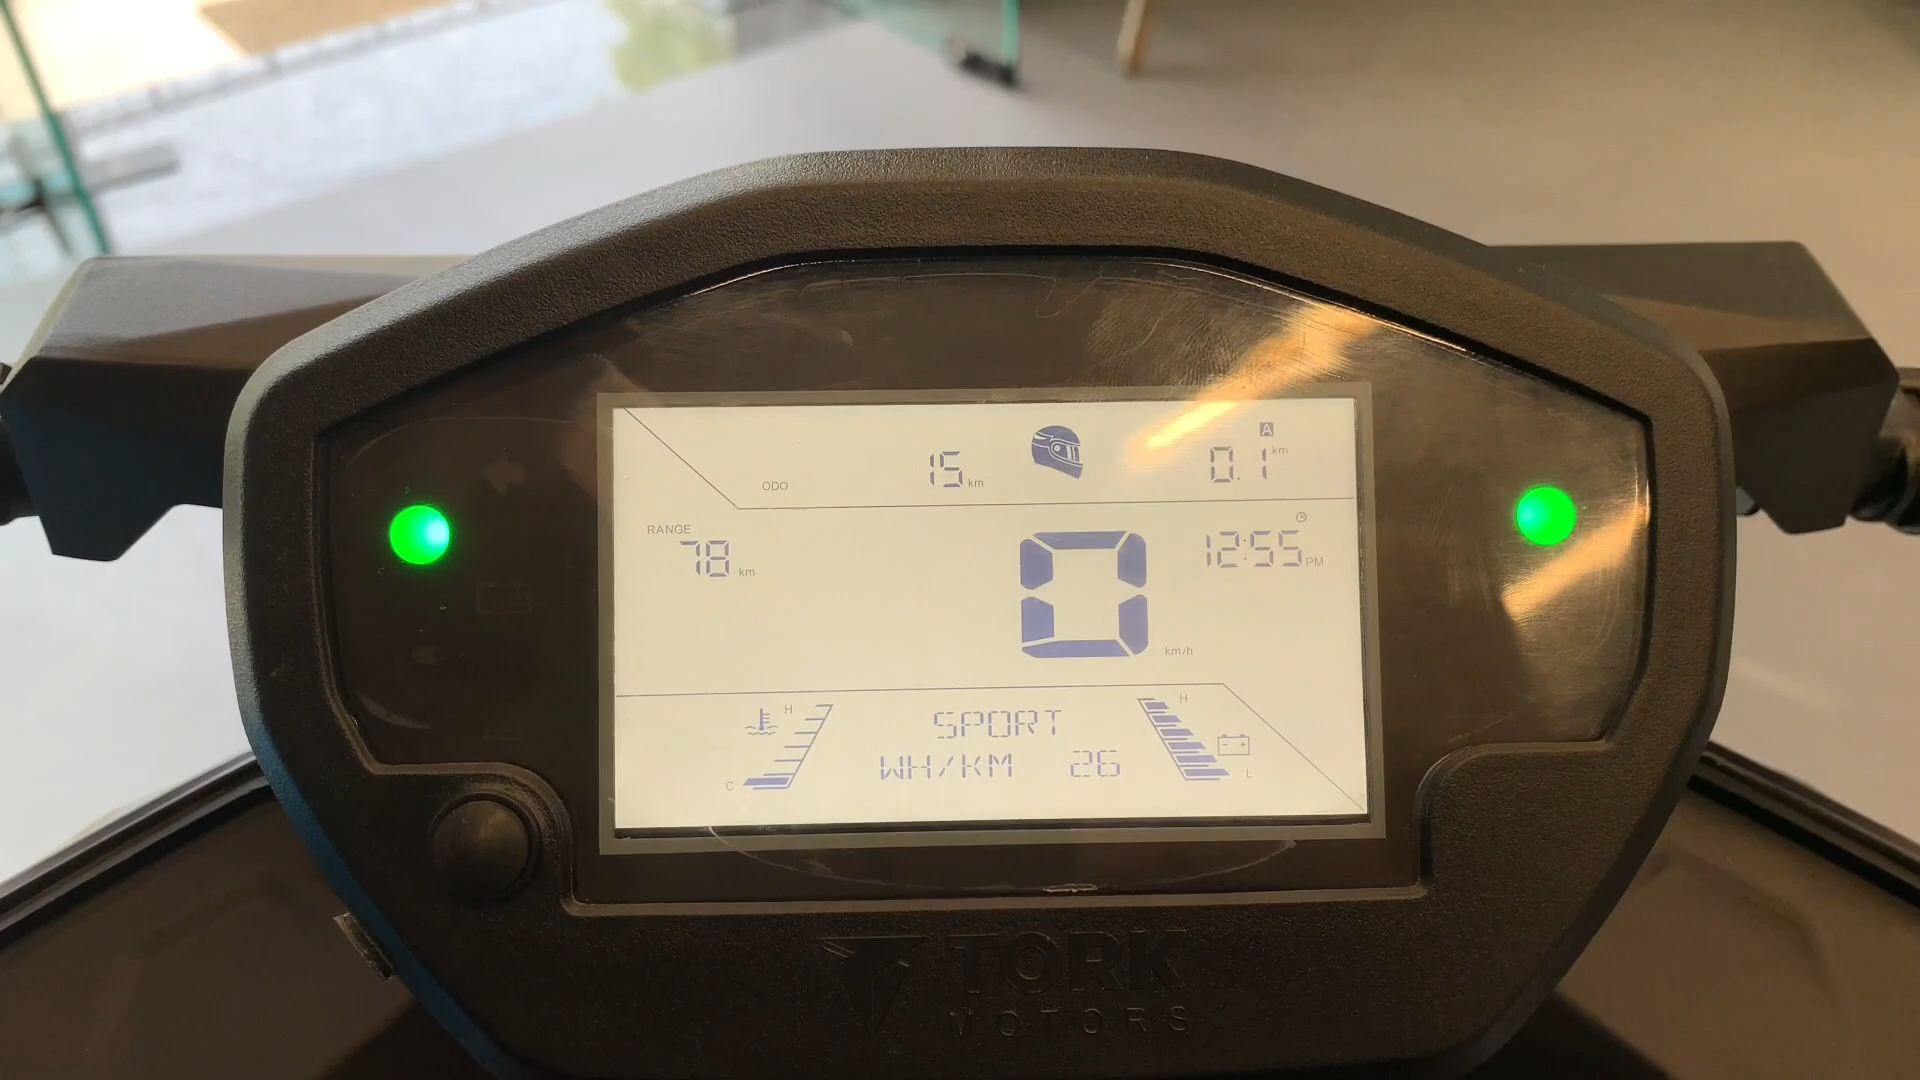 ODO 15 km
A
0.1 km
RANGE
78 km
0 km/h
12:55 PM
H
C
SPORT
WH/KM 26
H
L
TORK
MOTORS